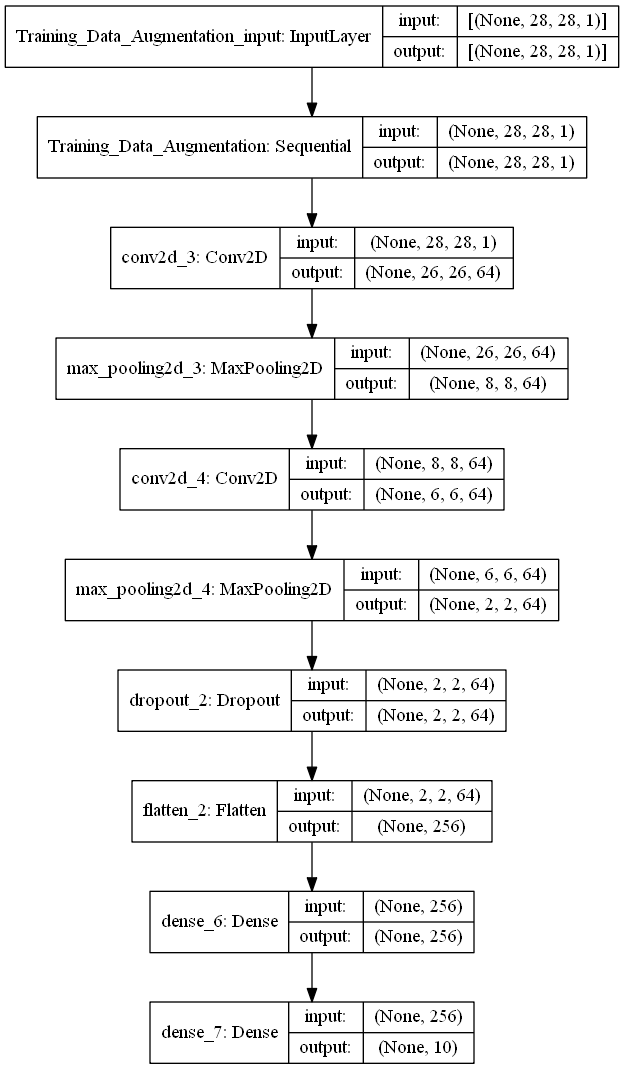 Training_Data_Augmentation_input: InputLayer
input: [(None, 28, 28, 1)]
output: [(None, 28, 28, 1)]
Training_Data_Augmentation: Sequential
input: (None, 28, 28, 1)
output: (None, 28, 28, 1)
conv2d_3: Conv2D
input: (None, 28, 28, 1)
output: (None, 26, 26, 64)
max_pooling2d_3: MaxPooling2D
input: (None, 26, 26, 64)
output: (None, 8, 8, 64)
conv2d_4: Conv2D
input: (None, 8, 8, 64)
output: (None, 6, 6, 64)
max_pooling2d_4: MaxPooling2D
input: (None, 6, 6, 64)
output: (None, 2, 2, 64)
dropout_2: Dropout
input: (None, 2, 2, 64)
output: (None, 2, 2, 64)
flatten_2: Flatten
input: (None, 2, 2, 64)
output: (None, 256)
dense_6: Dense
input: (None, 256)
output: (None, 256)
dense_7: Dense
input: (None, 256)
output: (None, 10)